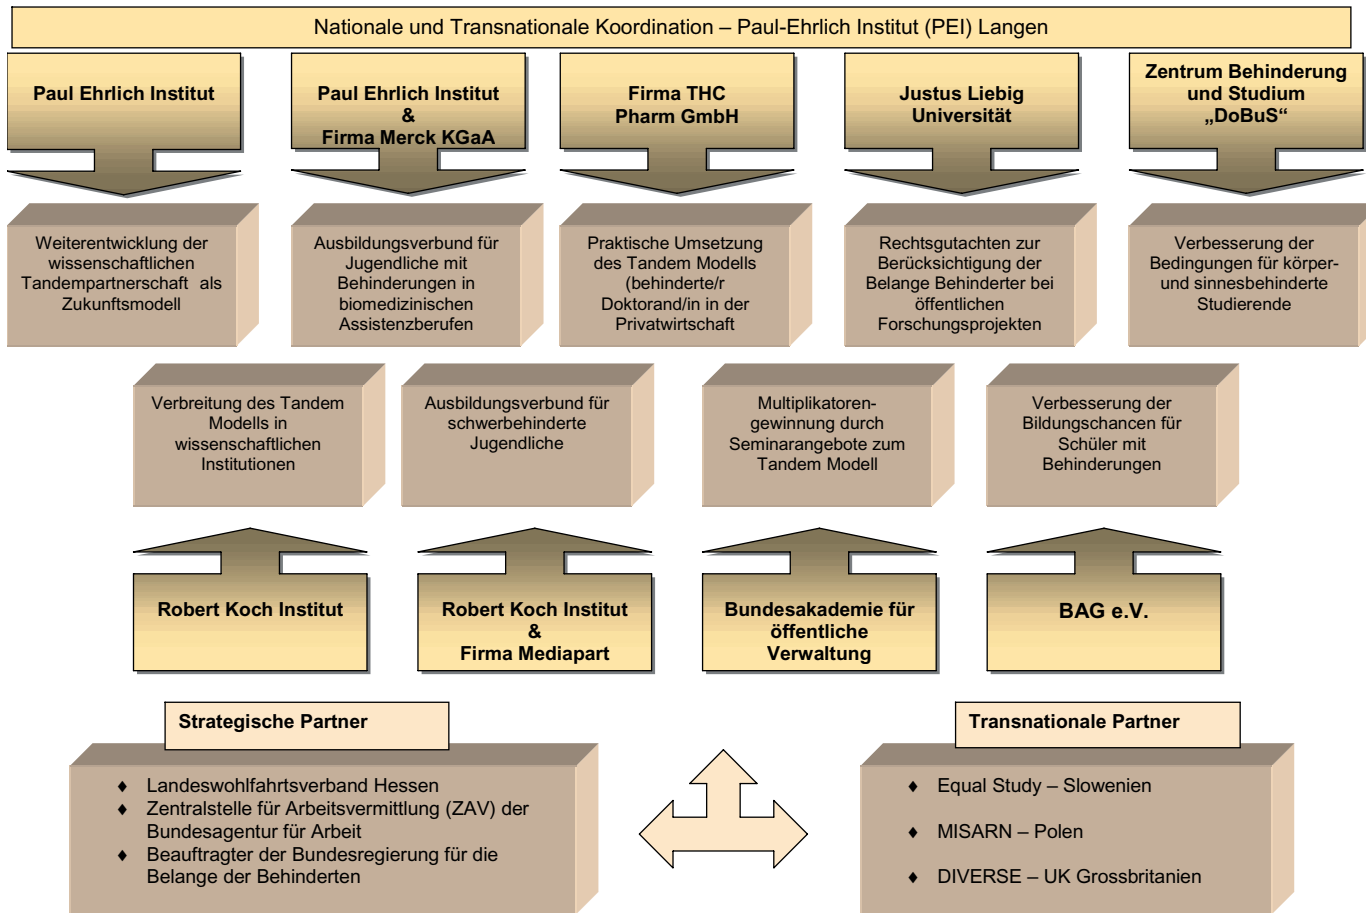 Nationale und Transnationale Koordination – Paul-Ehrlich Institut (PEI) Langen
Paul Ehrlich Institut
Paul Ehrlich Institut
&
Firma Merck KGaA
Firma THC
Pharm GmbH
Justus Liebig
Universität
Zentrum Behinderung
und Studium
„DoBuS“
Weiterentwicklung der
wissenschaftlichen
Tandempartnerschaft als
Zukunftsmodell
Ausbildungsverbund für
Jugendliche mit
Behinderungen in
biomedizinischen
Assistenzberufen
Praktische Umsetzung
des Tandem Modells
(behinderte/r
Doktorand/in in der
Privatwirtschaft
Rechtsgutachten zur
Berücksichtigung der
Belange Behinderter bei
öffentlichen
Forschungsprojekten
Verbesserung der
Bedingungen für körper-
und sinnesbehinderte
Studierende
Verbreitung des Tandem
Modells in
wissenschaftlichen
Institutionen
Ausbildungsverbund für
schwerbehinderte
Jugendliche
Multiplikatoren-
gewinnung durch
Seminarangebote zum
Tandem Modell
Verbesserung der
Bildungschancen für
Schüler mit
Behinderungen
Robert Koch Institut
Robert Koch Institut
&
Firma Mediapart
Bundesakademie für
öffentliche
Verwaltung
BAG e.V.
Strategische Partner
♦ Landeswohlfahrtsverband Hessen
♦ Zentralstelle für Arbeitsvermittlung (ZAV) der
Bundesagentur für Arbeit
♦ Beauftragter der Bundesregierung für die
Belange der Behinderten
Transnationale Partner
♦ Equal Study – Slowenien
♦ MISARN – Polen
♦ DIVERSE – UK Grossbritanien